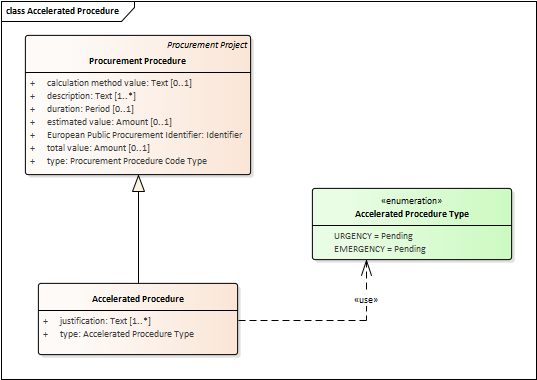 class Accelerated Procedure
Procurement Project
Procurement Procedure
+ calculation method value: Text [0..1]
+ description: Text [1..*]
+ duration: Period [0..1]
+ estimated value: Amount [0..1]
+ European Public Procurement Identifier: Identifier
+ total value: Amount [0..1]
+ type: Procurement Procedure Code Type
«enumeration»
Accelerated Procedure Type
URGENCY = Pending
EMERGENCY = Pending
Accelerated Procedure
+ justification: Text [1..*]
+ type: Accelerated Procedure Type
«use»